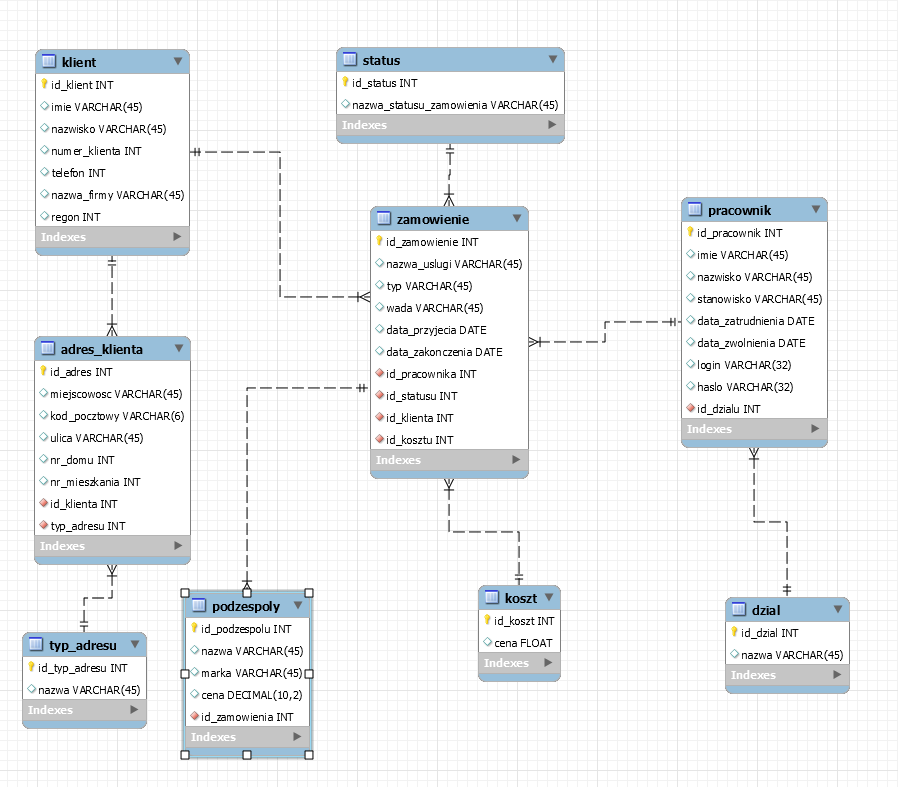 klient
id_klient INT
imie VARCHAR(45)
nazwisko VARCHAR(45)
numer_klienta INT
telefon INT
nazwa_firmy VARCHAR(45)
regon INT
Indexes
status
id_status INT
nazwa_statusu_zamowienia VARCHAR(45)
Indexes
zamowienie
id_zamowienie INT
nazwa_uslugi VARCHAR(45)
typ VARCHAR(45)
wada VARCHAR(45)
data_przyjecia DATE
data_zakonczenia DATE
id_pracownika INT
id_statusu INT
id_klienta INT
id_kosztu INT
Indexes
pracownik
id_pracownik INT
imie VARCHAR(45)
nazwisko VARCHAR(45)
stanowisko VARCHAR(45)
data_zatrudnienia DATE
data_zwolnienia DATE
login VARCHAR(32)
haslo VARCHAR(32)
id_dzialu INT
Indexes
adres_klienta
id_adres INT
miejscowosc VARCHAR(45)
kod_pocztowy VARCHAR(6)
ulica VARCHAR(45)
nr_domu INT
nr_mieszkania INT
id_klienta INT
typ_adresu INT
Indexes
typ_adresu
id_typ_adresu INT
nazwa VARCHAR(45)
Indexes
podzespoly
id_podzespolu INT
nazwa VARCHAR(45)
marka VARCHAR(45)
cena DECIMAL(10,2)
id_zamowienia INT
Indexes
koszt
id_koszt INT
cena FLOAT
Indexes
dzial
id_dzial INT
nazwa VARCHAR(45)
Indexes